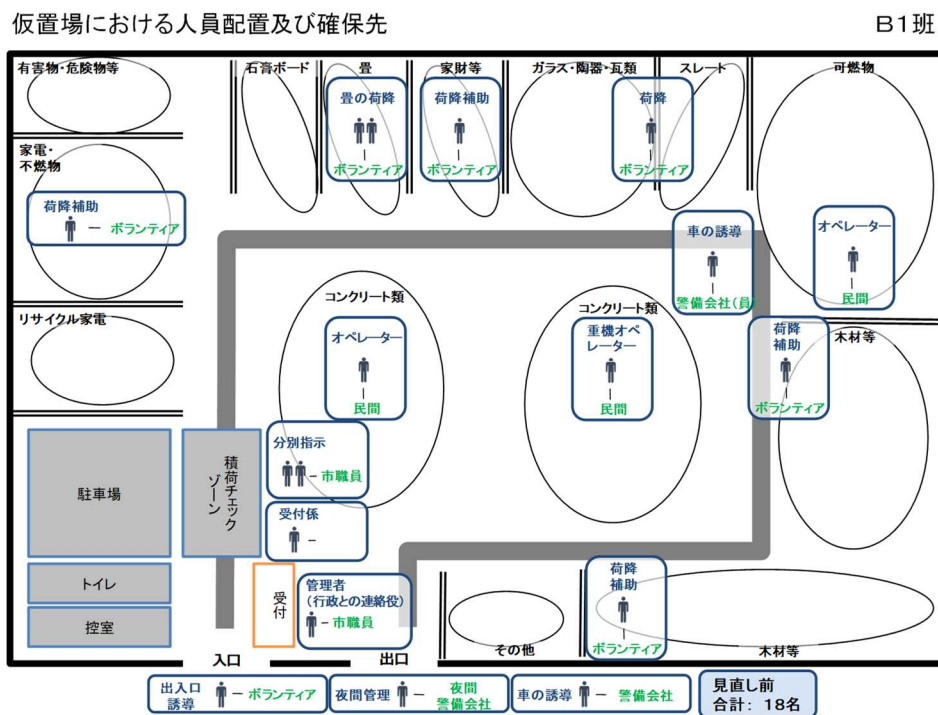 仮置場における人員配置及び確保先
B1班
有害物・危険物等
石膏ボード
畳
家財等
ガラス・陶器・瓦類
スレート
可燃物
畳の荷降
ボランティア
荷降補助
ボランティア
荷降
ボランティア
家電・
不燃物
荷降補助
ボランティア
車の誘導
警備会社(員)
オペレーター
民間
リサイクル家電
コンクリート類
オペレーター
民間
コンクリート類
重機オペ
レーター
民間
荷降
補助
ボランティア
木材等
駐車場
積荷チェック
ゾーン
分別指示
市職員
受付係
トイレ
控室
受付
管理者
(行政との連絡役)
市職員
荷降
補助
ボランティア
その他
木材等
入口
出口
出入口
誘導
ボランティア
夜間管理
夜間
警備会社
車の誘導
警備会社
見直し前
合計: 18名